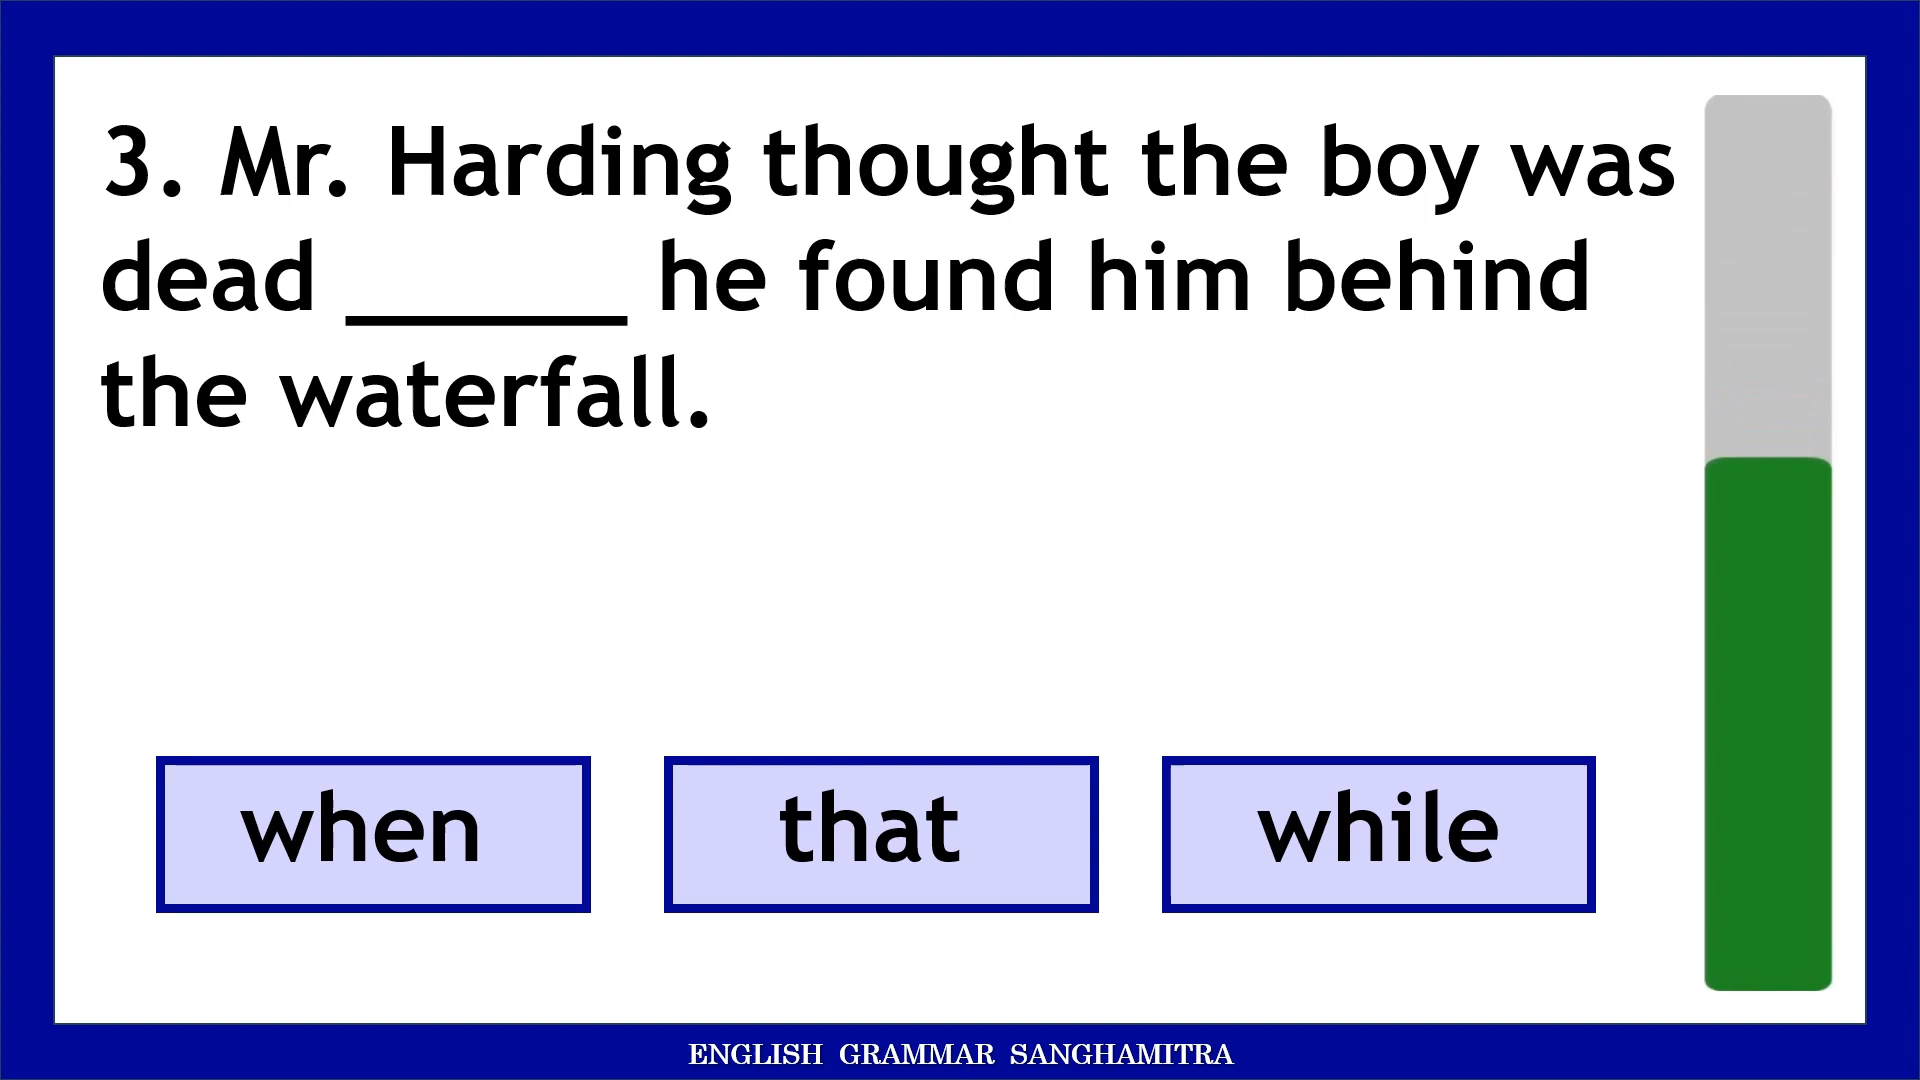 3. Mr. Harding thought the boy was
dead _____ he found him behind
the waterfall.
when
that
while
ENGLISH GRAMMAR SANGHAMITRA